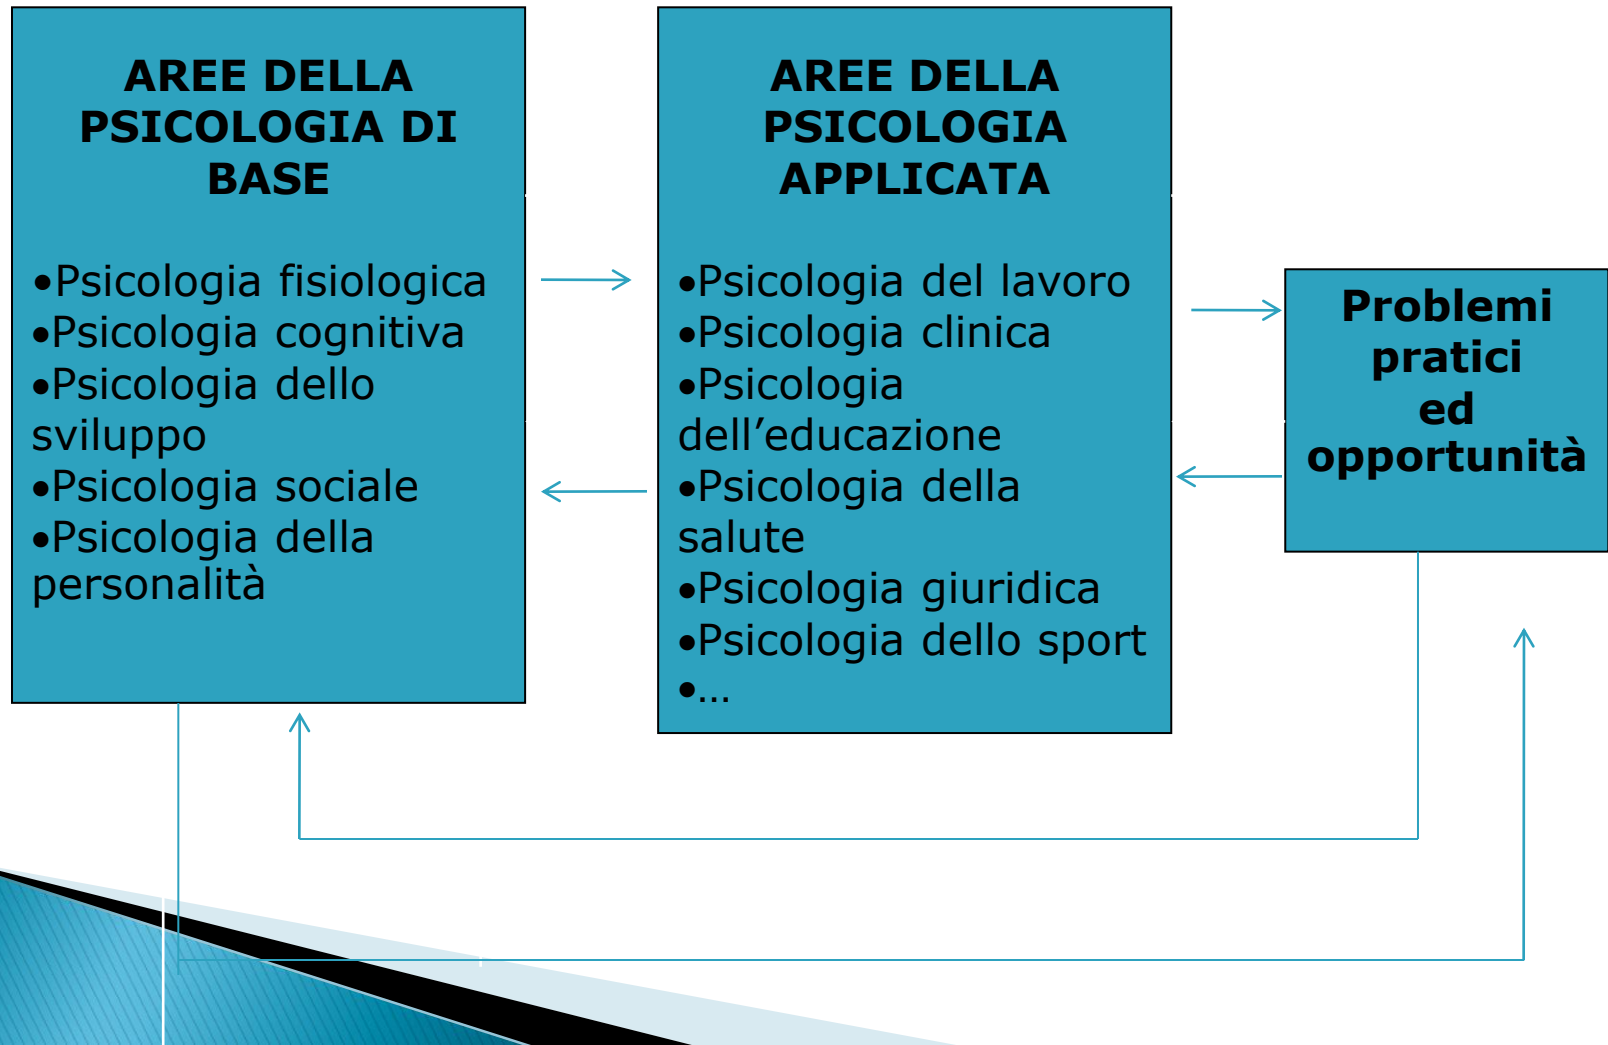 AREE DELLA
PSICOLOGIA DI
BASE
•Psicologia fisiologica
•Psicologia cognitiva
•Psicologia dello
sviluppo
•Psicologia sociale
•Psicologia della
personalità
AREE DELLA
PSICOLOGIA
APPLICATA
•Psicologia del lavoro
•Psicologia clinica
•Psicologia
dell’educazione
•Psicologia della
salute
•Psicologia giuridica
•Psicologia dello sport
•…
Problemi
pratici
ed
opportunità